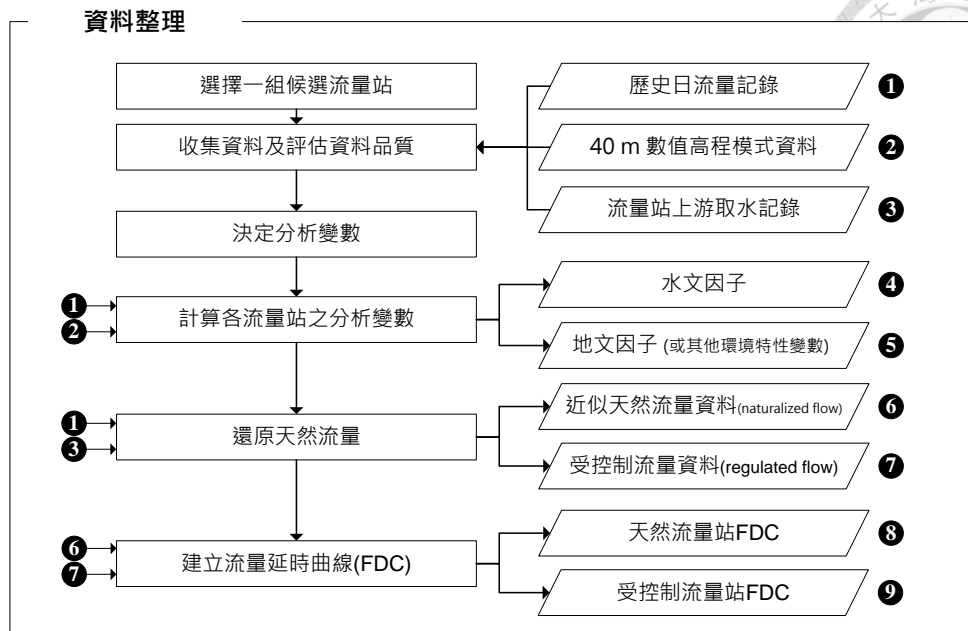 資料整理
選擇一組候選流量站
歷史日流量記錄 ❶
收集資料及評估資料品質
40 m 數值高程模式資料 ❷
流量站上游取水記錄 ❸
決定分析變數
水文因子 ❹
❶
❷
計算各流量站之分析變數
地文因子 (或其他環境特性變數) ❺
近似天然流量資料(naturalized flow) ❻
❶
❸
還原天然流量
受控制流量資料(regulated flow) ❼
天然流量站FDC ❽
❻
❼
建立流量延時曲線(FDC)
受控制流量站FDC ❾